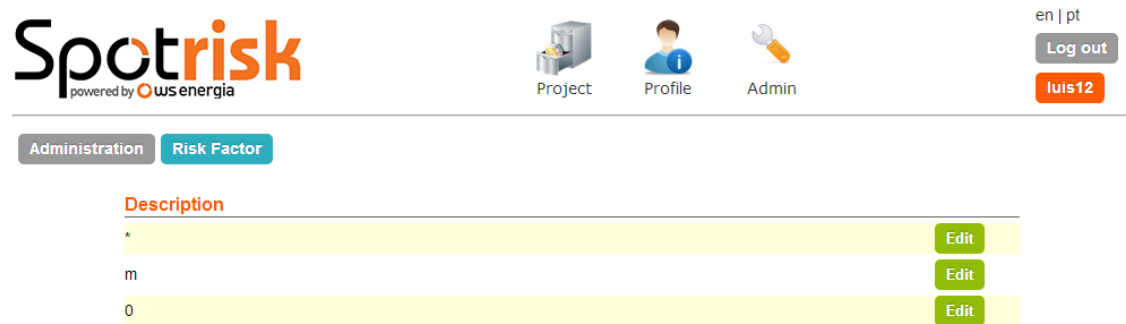 en | pt
Spotrisk
powered by ws energia
Project Profile Admin
Log out
luis12
Administration Risk Factor
Description
* Edit
m Edit
0 Edit